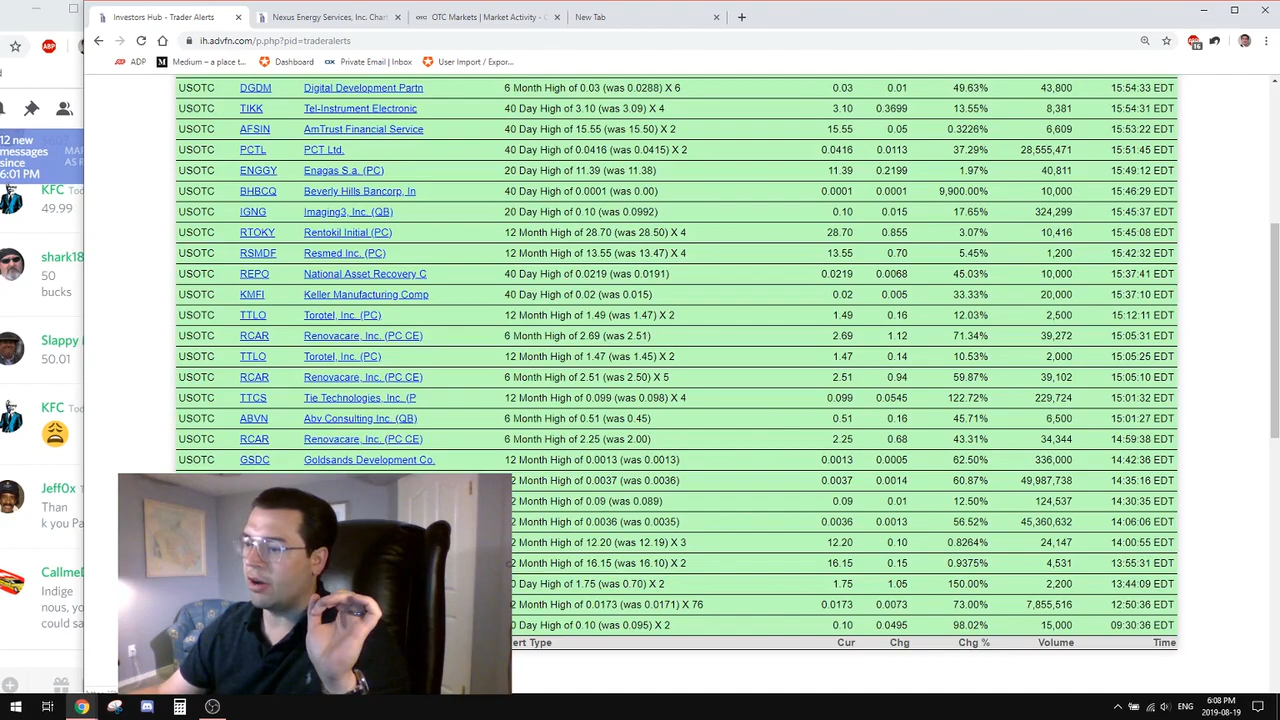 Investors Hub - Trader Alerts
Nexus Energy Services, Inc. Chart
OTC Markets | Market Activity - O
New Tab
ih.advfn.com/p.php?pid=traderalerts
16
ADP
Medium – a place t...
Dashboard
Private Email | Inbox
User Import / Expor...
12 new
messages
since
6:01 PM
MAR
AS R
KFC Tod
49.99
shark18
50
bucks
Slappy
50.01
KFC Tod
Jeff0x
Than
k you Pa
CallmeD
Indige
nous, yo
could sa
USOTC DGDM Digital Development Partn 6 Month High of 0.03 (was 0.0288) X 6 0.03 0.01 49.63% 43,800 15:54:33 EDT
USOTC TIKK Tel-Instrument Electronic 40 Day High of 3.10 (was 3.09) X 4 3.10 0.3699 13.55% 8,381 15:54:31 EDT
USOTC AFSIN AmTrust Financial Service 40 Day High of 15.55 (was 15.50) X 2 15.55 0.05 0.3226% 6,609 15:53:22 EDT
USOTC PCTL PCT Ltd. 40 Day High of 0.0416 (was 0.0415) X 2 0.0416 0.0113 37.29% 28,555,471 15:51:45 EDT
USOTC ENGGY Enagas S.a. (PC) 20 Day High of 11.39 (was 11.38) 11.39 0.2199 1.97% 40,811 15:49:12 EDT
USOTC BHBCQ Beverly Hills Bancorp, In 40 Day High of 0.0001 (was 0.00) 0.0001 0.0001 9,900.00% 10,000 15:46:29 EDT
USOTC IGNG Imaging3, Inc. (QB) 20 Day High of 0.10 (was 0.0992) 0.10 0.015 17.65% 324,299 15:45:37 EDT
USOTC RTOKY Rentokil Initial (PC) 12 Month High of 28.70 (was 28.50) X 4 28.70 0.855 3.07% 10,416 15:45:08 EDT
USOTC RSMDF Resmed Inc. (PC) 12 Month High of 13.55 (was 13.47) X 4 13.55 0.70 5.45% 1,200 15:42:32 EDT
USOTC REPO National Asset Recovery C 40 Day High of 0.0219 (was 0.0191) 0.0219 0.0068 45.03% 10,000 15:37:41 EDT
USOTC KMFI Keller Manufacturing Comp 40 Day High of 0.02 (was 0.015) 0.02 0.005 33.33% 20,000 15:37:10 EDT
USOTC TTLO Torotel, Inc. (PC) 12 Month High of 1.49 (was 1.47) X 2 1.49 0.16 12.03% 2,500 15:12:11 EDT
USOTC RCAR Renovacare, Inc. (PC CE) 6 Month High of 2.69 (was 2.51) 2.69 1.12 71.34% 39,272 15:05:31 EDT
USOTC TTLO Torotel, Inc. (PC) 12 Month High of 1.47 (was 1.45) X 2 1.47 0.14 10.53% 2,000 15:05:25 EDT
USOTC RCAR Renovacare, Inc. (PC CE) 6 Month High of 2.51 (was 2.50) X 5 2.51 0.94 59.87% 39,102 15:05:10 EDT
USOTC TTCS Tie Technologies, Inc. (P 12 Month High of 0.099 (was 0.098) X 4 0.099 0.0545 122.72% 229,724 15:01:32 EDT
USOTC ABVN Abv Consulting Inc. (QB) 6 Month High of 0.51 (was 0.45) 0.51 0.16 45.71% 6,500 15:01:27 EDT
USOTC RCAR Renovacare, Inc. (PC CE) 6 Month High of 2.25 (was 2.00) 2.25 0.68 43.31% 34,344 14:59:38 EDT
USOTC GSDC Goldsands Development Co. 12 Month High of 0.0013 (was 0.0013) 0.0013 0.0005 62.50% 336,000 14:42:36 EDT
2 Month High of 0.0037 (was 0.0036) 0.0037 0.0014 60.87% 49,987,738 14:35:16 EDT
2 Month High of 0.09 (was 0.089) 0.09 0.01 12.50% 124,537 14:30:35 EDT
2 Month High of 0.0036 (was 0.0035) 0.0036 0.0013 56.52% 45,360,632 14:06:06 EDT
2 Month High of 12.20 (was 12.19) X 3 12.20 0.10 0.8264% 24,147 14:00:55 EDT
2 Month High of 16.15 (was 16.10) X 2 16.15 0.15 0.9375% 4,531 13:55:31 EDT
0 Day High of 1.75 (was 0.70) X 2 1.75 1.05 150.00% 2,200 13:44:09 EDT
2 Month High of 0.0173 (was 0.0171) X 76 0.0173 0.0073 73.00% 7,855,516 12:50:36 EDT
0 Day High of 0.10 (was 0.095) X 2 0.10 0.0495 98.02% 15,000 09:30:36 EDT
ert Type Cur Chg Chg % Volume Time
ENG
6:08 PM
2019-08-19